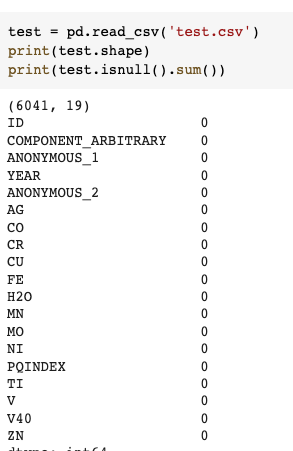 test = pd.read_csv('test.csv')
print(test.shape)
print(test.isnull().sum())
(6041, 19)
ID 0
COMPONENT_ARBITRARY 0
ANONYMOUS_1 0
YEAR 0
ANONYMOUS_2 0
AG 0
CO 0
CR 0
CU 0
FE 0
H2O 0
MN 0
MO 0
NI 0
PQINDEX 0
TI 0
V 0
V40 0
ZN 0
dtype: int64